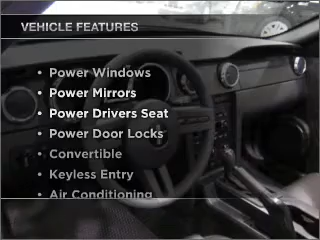 VEHICLE FEATURES
• Power Windows
• Power Mirrors
• Power Drivers Seat
• Power Door Locks
• Convertible
• Keyless Entry
• Air Conditioning